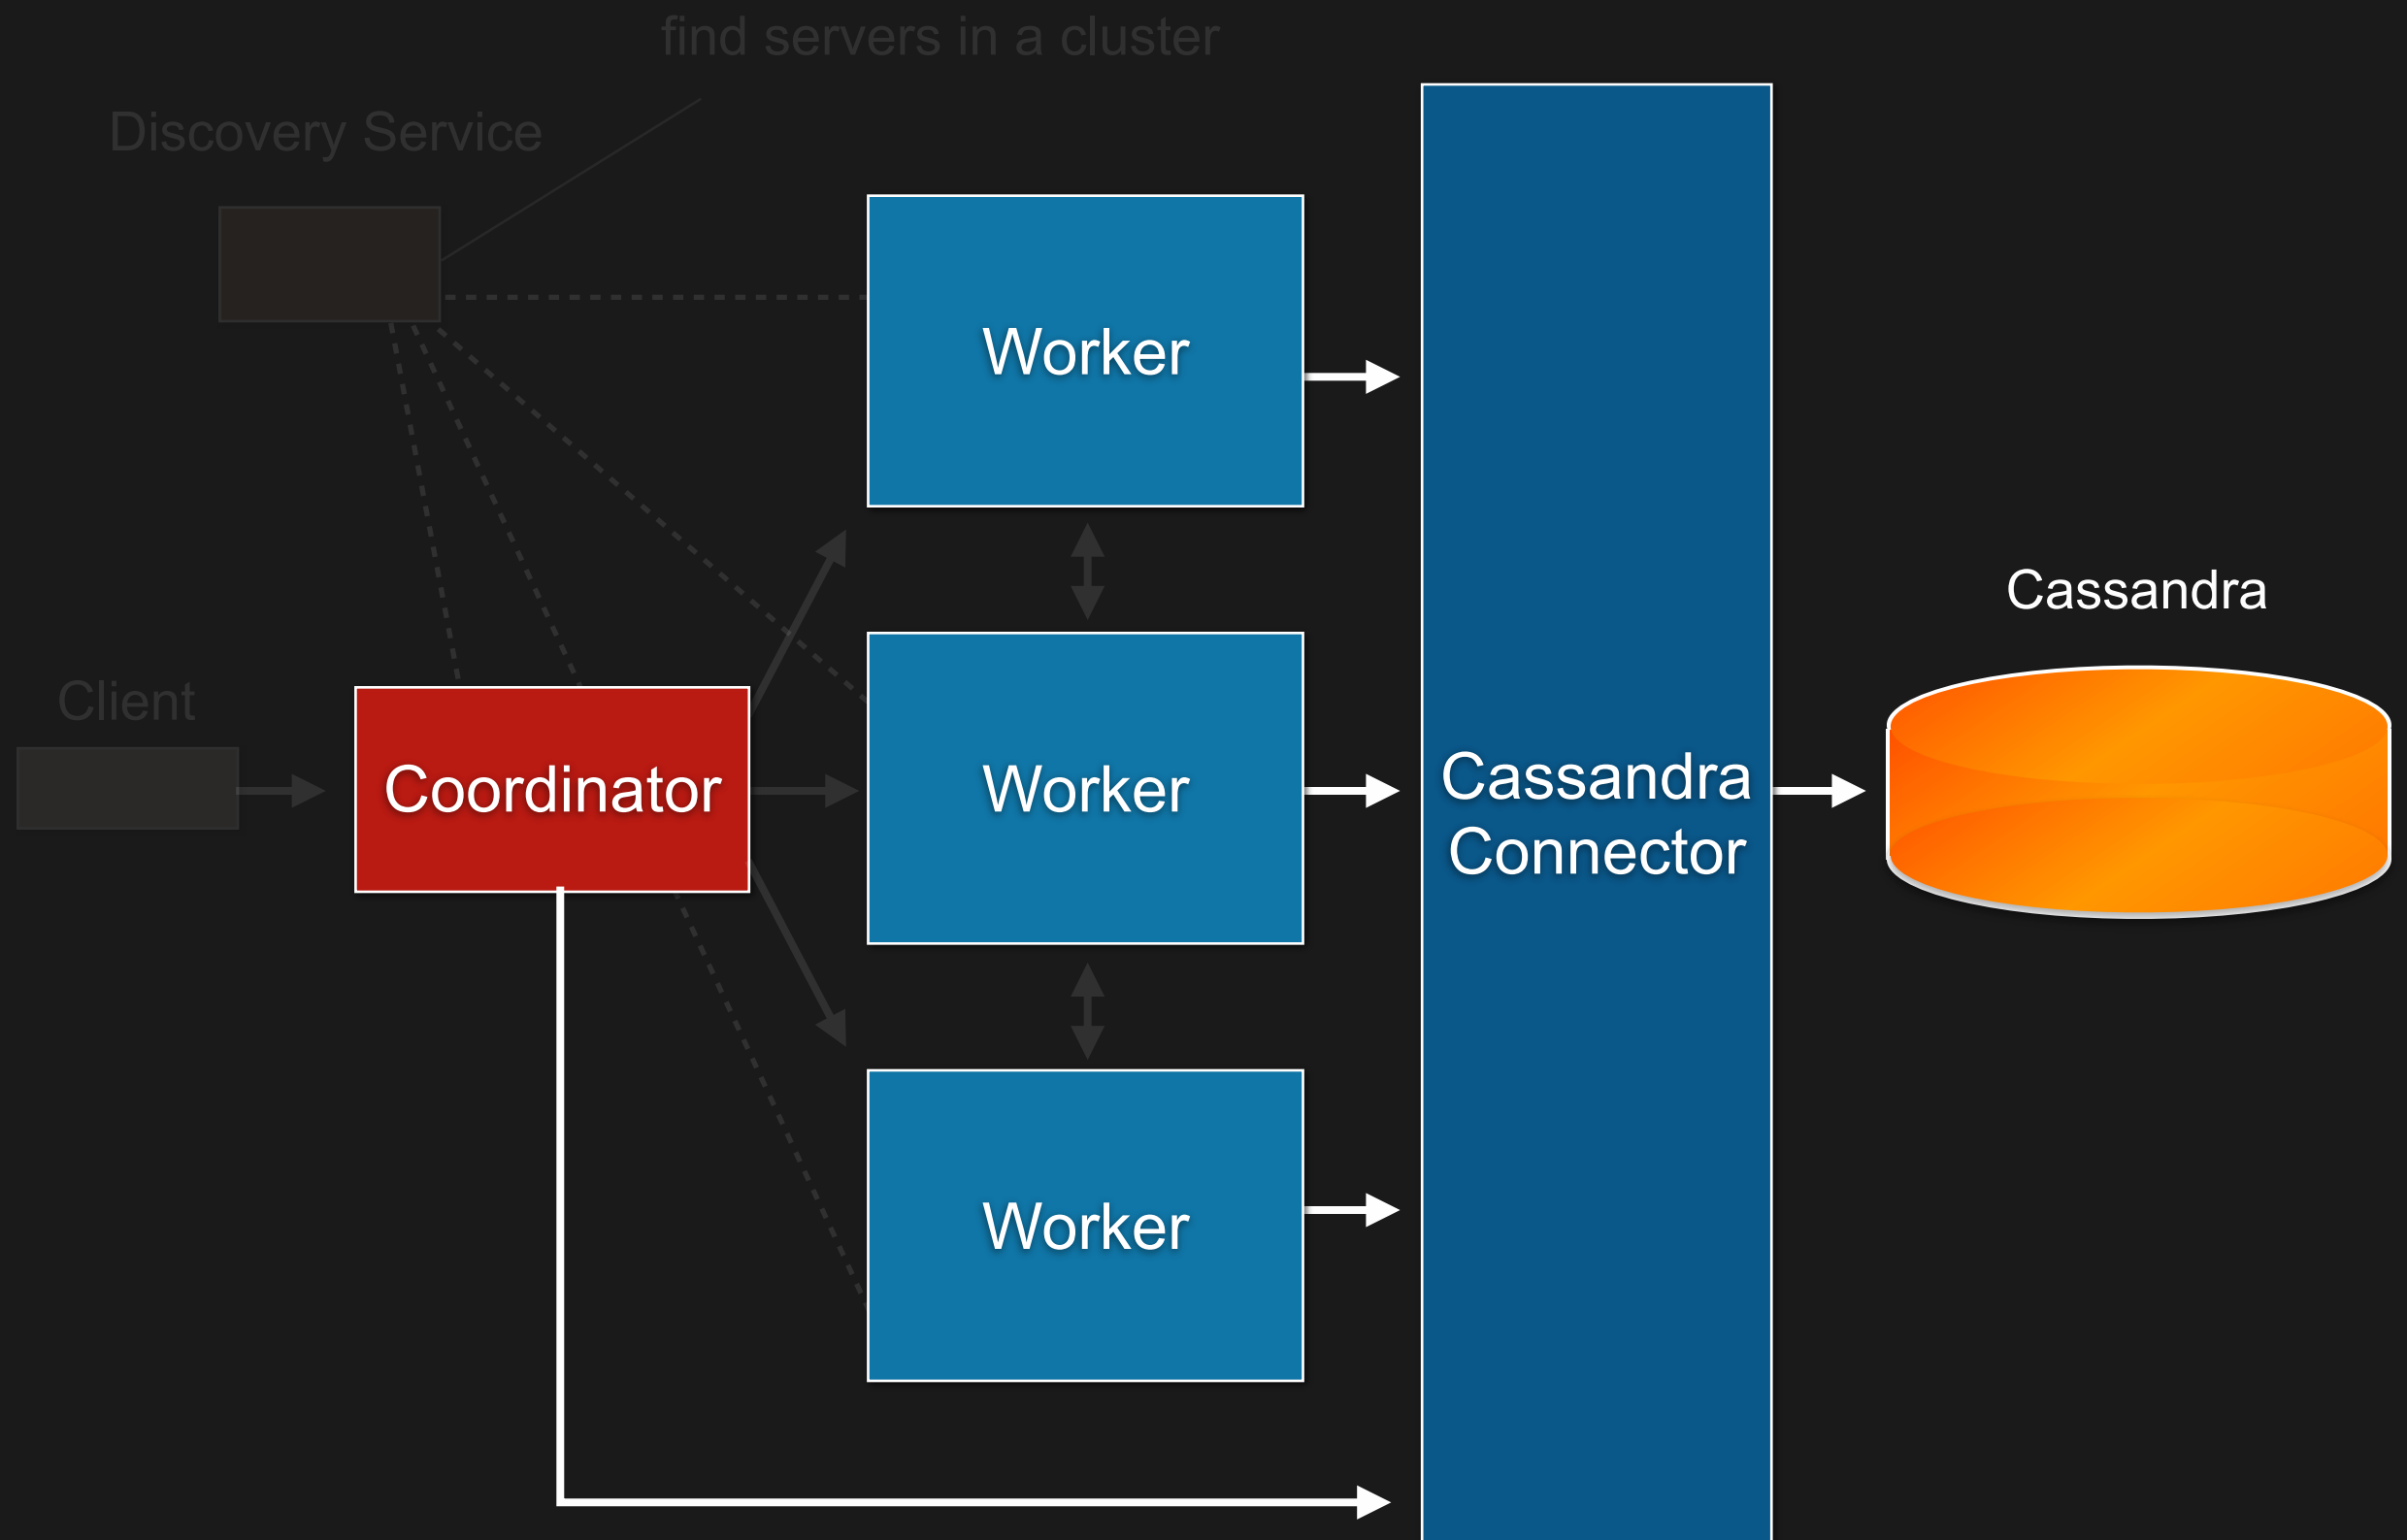 find servers in a cluster
Discovery Service
Worker
Cassandra
Client
Coordinator
Worker
Cassandra
Connector
Worker